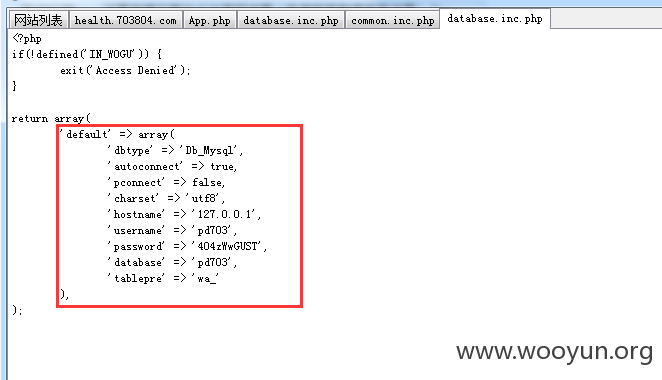 网站列表 health.703804.com App.php database.inc.php common.inc.php database.inc.php
<?php
if(!defined('IN_WOGU')) {
exit('Access Denied');
}
return array(
'default' => array(
'dbtype' => 'Db_Mysql',
'autoconnect' => true,
'pconnect' => false,
'charset' => 'utf8',
'hostname' => '127.0.0.1',
'username' => 'pd703',
'password' => '404zWwGUST',
'database' => 'pd703',
'tablepre' => 'wa_'
),
);
www.wooyun.org